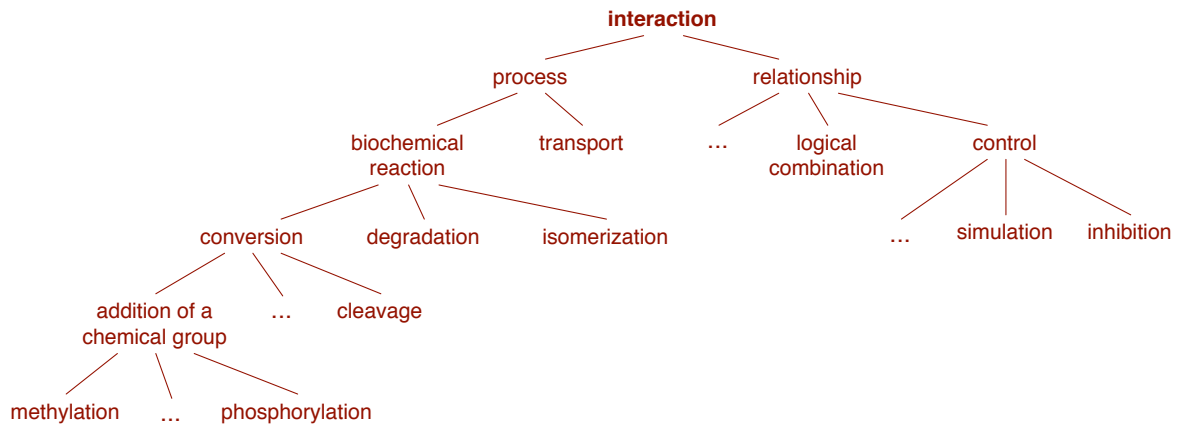 interaction
process
relationship
biochemical
reaction
transport
...
logical
combination
control
conversion
degradation
isomerization
...
simulation
inhibition
addition of a
chemical group
...
cleavage
methylation
...
phosphorylation